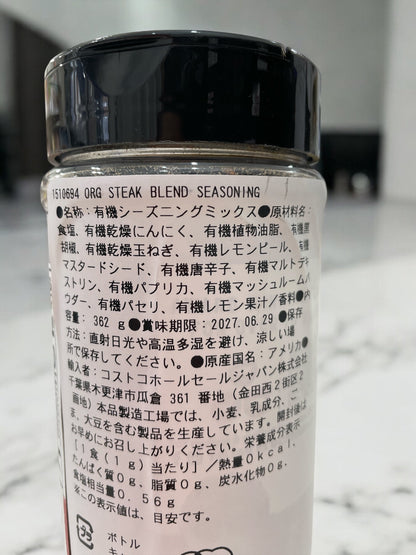 1510694 ORG STEAK BLEND SEASONING
●名称：有機シーズニングミックス●原材料名：
食塩、有機乾燥にんにく、有機植物油脂、有機黒
胡椒、有機乾燥玉ねぎ、有機レモンピール、有機
マスタードシード、有機唐辛子、有機マルトデキ
ストリン、有機パプリカ、有機マッシュルームパ
ウダー、有機パセリ、有機レモン果汁／香料●内
容量：362ｇ●賞味期限：2027.06.29●保存
方法：直射日光や高温多湿を避け、涼しい場
所で保存してください。●原産国名：アメリカ●
輸入者：コストコホールセールジャパン株式会社
千葉県木更津市瓜倉 361 番地（金田西２街区２
画地）本品製造工場では、小麦、乳成分、ご
ま、大豆を含む製品を生産しています。開封後は
お早めにお召し上がりください。栄養成分表示
［１食(１g)当たり］／熱量０kcal、
たんぱく質０g、脂質０g、炭水化物０g、
食塩相当量０.５６g
※この表示値は、目安です。
ボトル
プラ